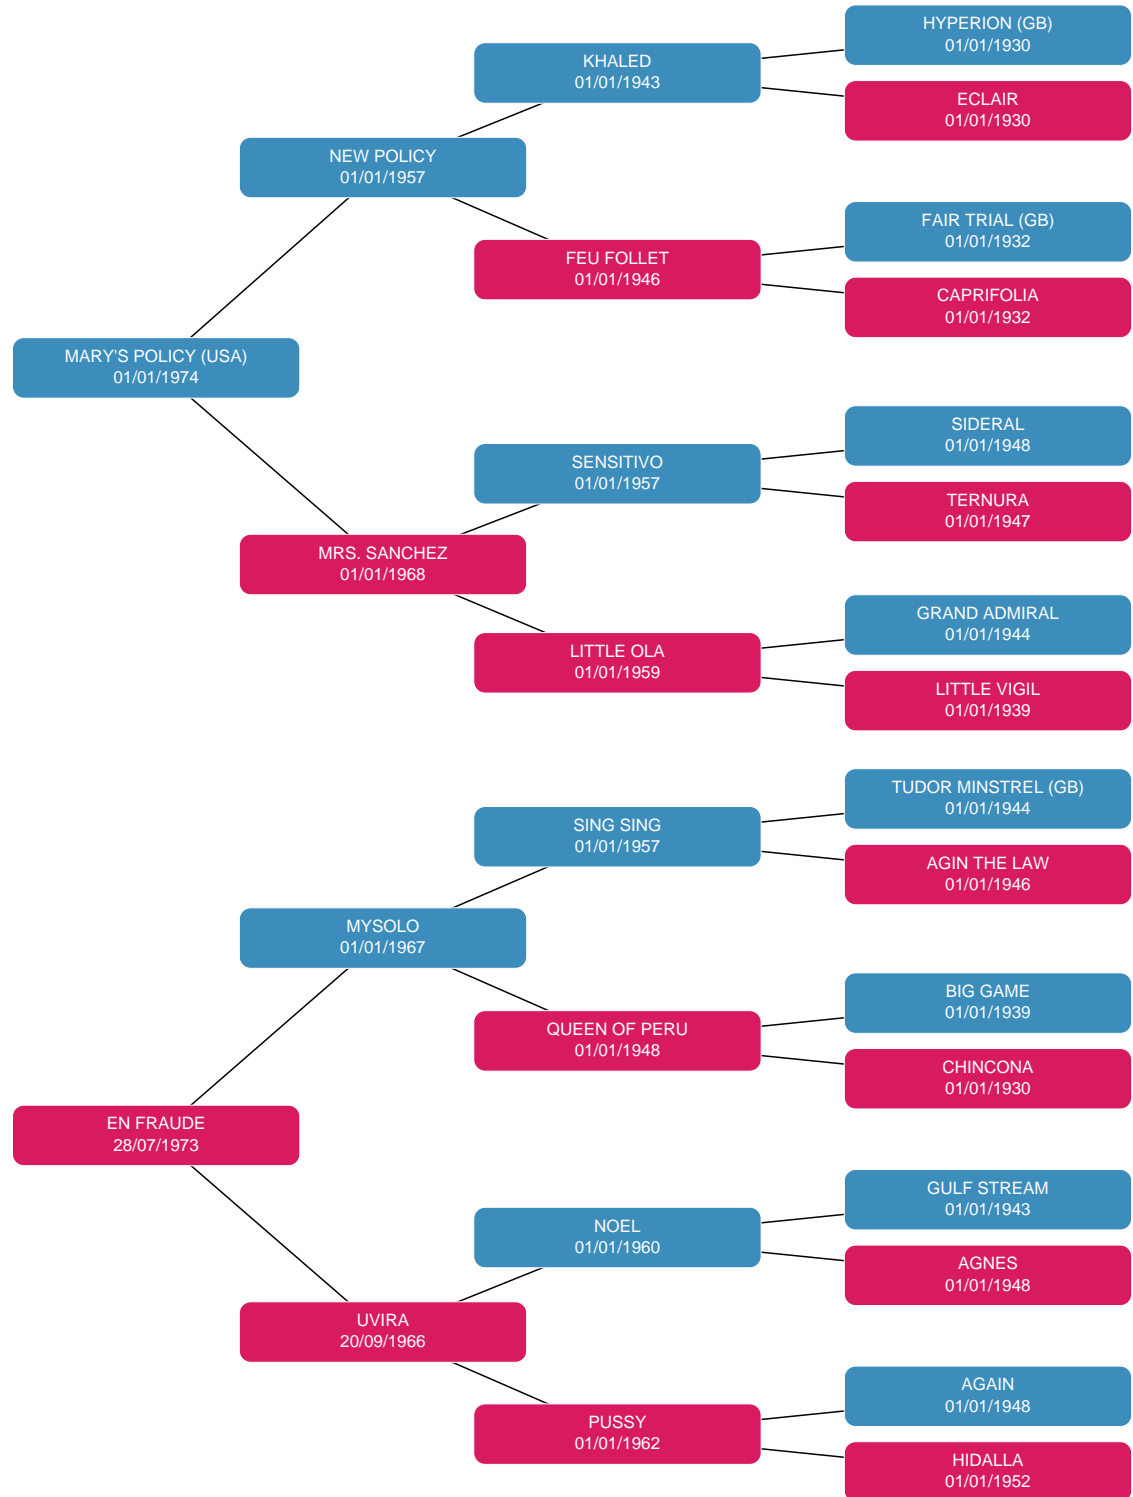 HYPERION (GB)
01/01/1930
KHALED
01/01/1943
ECLAIR
01/01/1930
NEW POLICY
01/01/1957
FAIR TRIAL (GB)
01/01/1932
FEU FOLLET
01/01/1946
CAPRIFOLIA
01/01/1932
MARY'S POLICY (USA)
01/01/1974
SIDERAL
01/01/1948
SENSITIVO
01/01/1957
TERNURA
01/01/1947
MRS. SANCHEZ
01/01/1968
GRAND ADMIRAL
01/01/1944
LITTLE OLA
01/01/1959
LITTLE VIGIL
01/01/1939
TUDOR MINSTREL (GB)
01/01/1944
SING SING
01/01/1957
AGIN THE LAW
01/01/1946
MYSOLO
01/01/1967
BIG GAME
01/01/1939
QUEEN OF PERU
01/01/1948
CHINCONA
01/01/1930
EN FRAUDE
28/07/1973
GULF STREAM
01/01/1943
NOEL
01/01/1960
AGNES
01/01/1948
UVIRA
20/09/1966
AGAIN
01/01/1948
PUSSY
01/01/1962
HIDALLA
01/01/1952